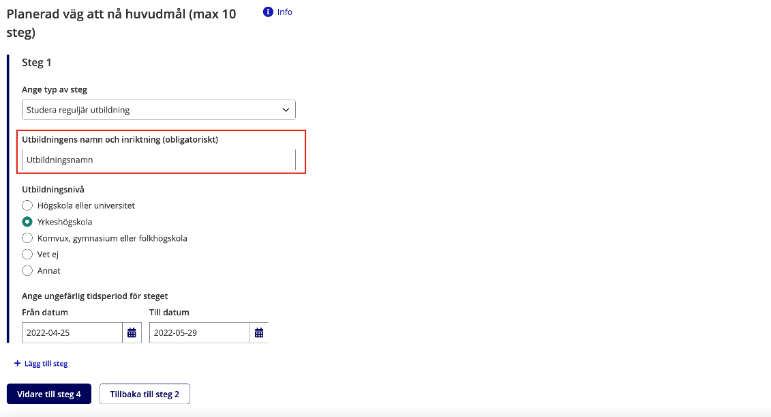 Planerad väg att nå huvudmål (max 10
steg)
Info
Steg 1
Ange typ av steg
Studera reguljär utbildning
Utbildningens namn och inriktning (obligatoriskt)
Utbildningsnamn
Utbildningsnivå
Högskola eller universitet
Yrkeshögskola
Komvux, gymnasium eller folkhögskola
Vet ej
Annat
Ange ungefärlig tidsperiod för steget
Från datum
Till datum
2022-04-25
2022-05-29
+ Lägg till steg
Vidare till steg 4
Tillbaka till steg 2